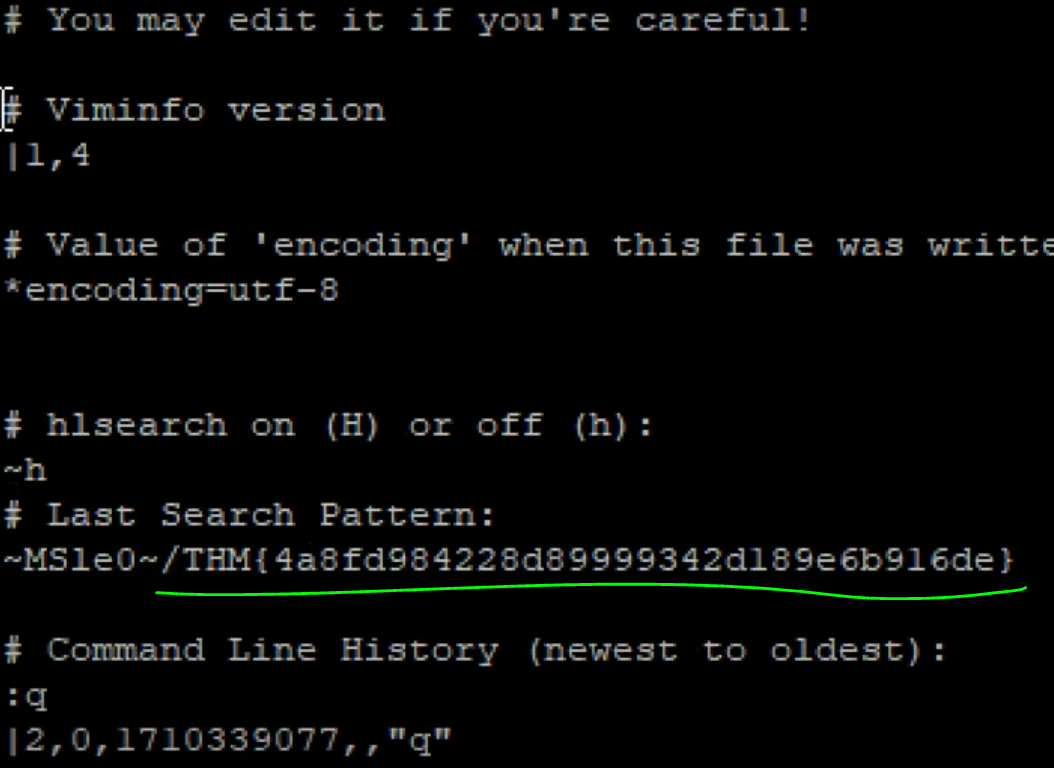 # You may edit it if you're careful!
# Viminfo version
|1,4
# Value of 'encoding' when this file was writte
*encoding=utf-8
# hlsearch on (H) or off (h):
~h
# Last Search Pattern:
~MSle0~/THM{4a8fd984228d89999342d189e6b916de}
# Command Line History (newest to oldest):
:q
|2,0,1710339077,,"q"